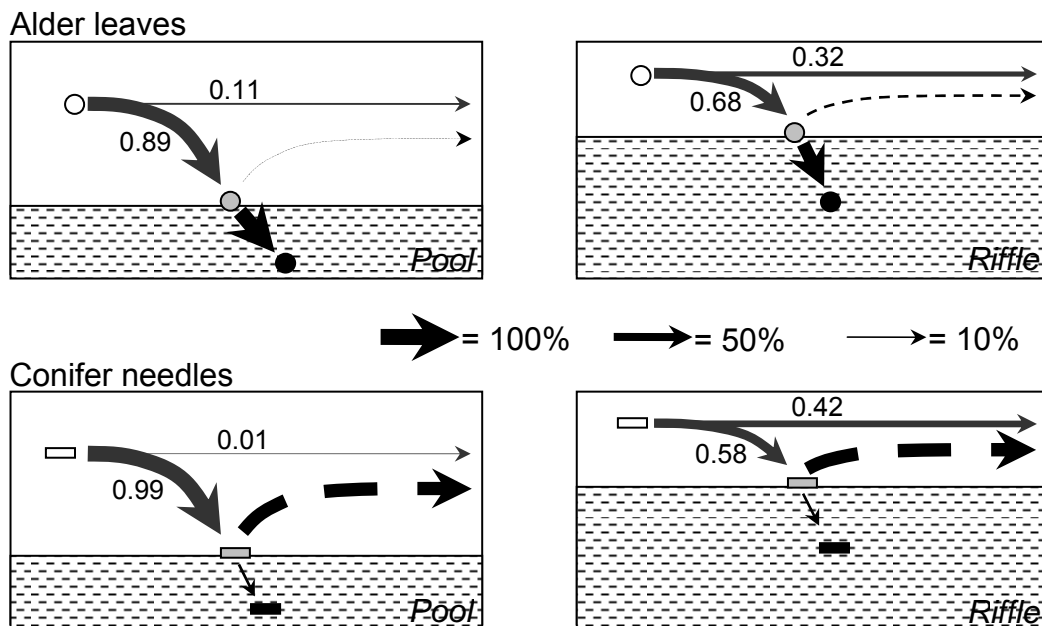 Alder leaves
0.11
0.89
Pool
0.32
0.68
Riffle
= 100%
= 50%
= 10%
Conifer needles
0.01
0.99
Pool
0.42
0.58
Riffle